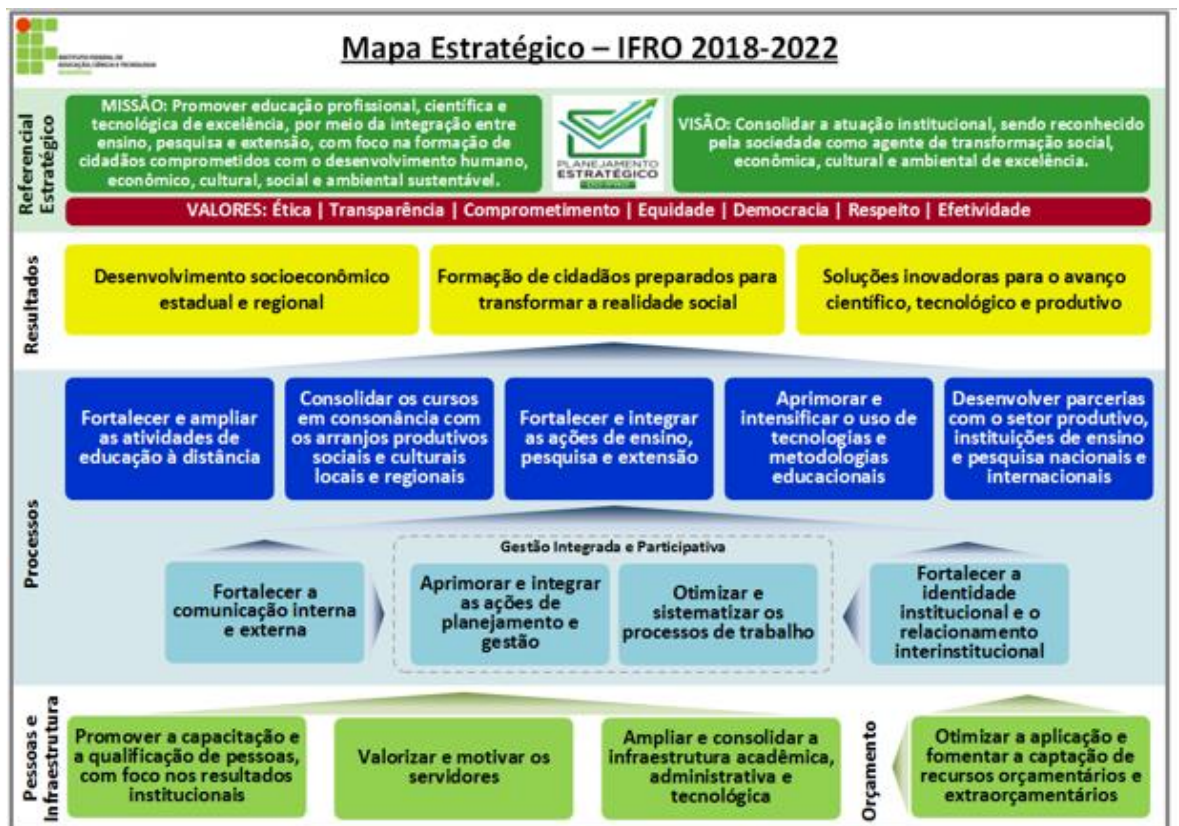 INSTITUTO FEDERAL DE
EDUCAÇÃO, CIÊNCIA E TECNOLOGIA
Mapa Estratégico – IFRO 2018-2022
Referencial
Estratégico
MISSÃO: Promover educação profissional, científica e
tecnológica de excelência, por meio da integração entre
ensino, pesquisa e extensão, com foco na formação de
cidadãos comprometidos com o desenvolvimento humano,
econômico, cultural, social e ambiental sustentável.
PLANEJAMENTO
ESTRATÉGICO
VISÃO: Consolidar a atuação institucional, sendo reconhecido
pela sociedade como agente de transformação social,
econômica, cultural e ambiental de excelência.
VALORES: Ética | Transparência | Comprometimento | Equidade | Democracia | Respeito | Efetividade
Resultados
Desenvolvimento socioeconômico
estadual e regional
Formação de cidadãos preparados para
transformar a realidade social
Soluções inovadoras para o avanço
científico, tecnológico e produtivo
Processos
Fortalecer e ampliar
as atividades de
educação à distância
Consolidar os cursos
em consonância com
os arranjos produtivos
sociais e culturais
locais e regionais
Fortalecer e integrar
as ações de ensino,
pesquisa e extensão
Aprimorar e
intensificar o uso de
tecnologias e
metodologias
educacionais
Desenvolver parcerias
com o setor produtivo,
instituições de ensino
e pesquisa nacionais e
internacionais
Gestão Integrada e Participativa
Fortalecer a
comunicação interna
e externa
Aprimorar e integrar
as ações de
planejamento e
gestão
Otimizar e
sistematizar os
processos de trabalho
Fortalecer a
identidade
institucional e o
relacionamento
interinstitucional
Pessoas e
Infraestrutura
Promover a capacitação e
a qualificação de pessoas,
com foco nos resultados
institucionais
Valorizar e motivar os
servidores
Ampliar e consolidar a
infraestrutura acadêmica,
administrativa e
tecnológica
Orçamento
Otimizar a aplicação e
fomentar a captação de
recursos orçamentários e
extraorçamentários